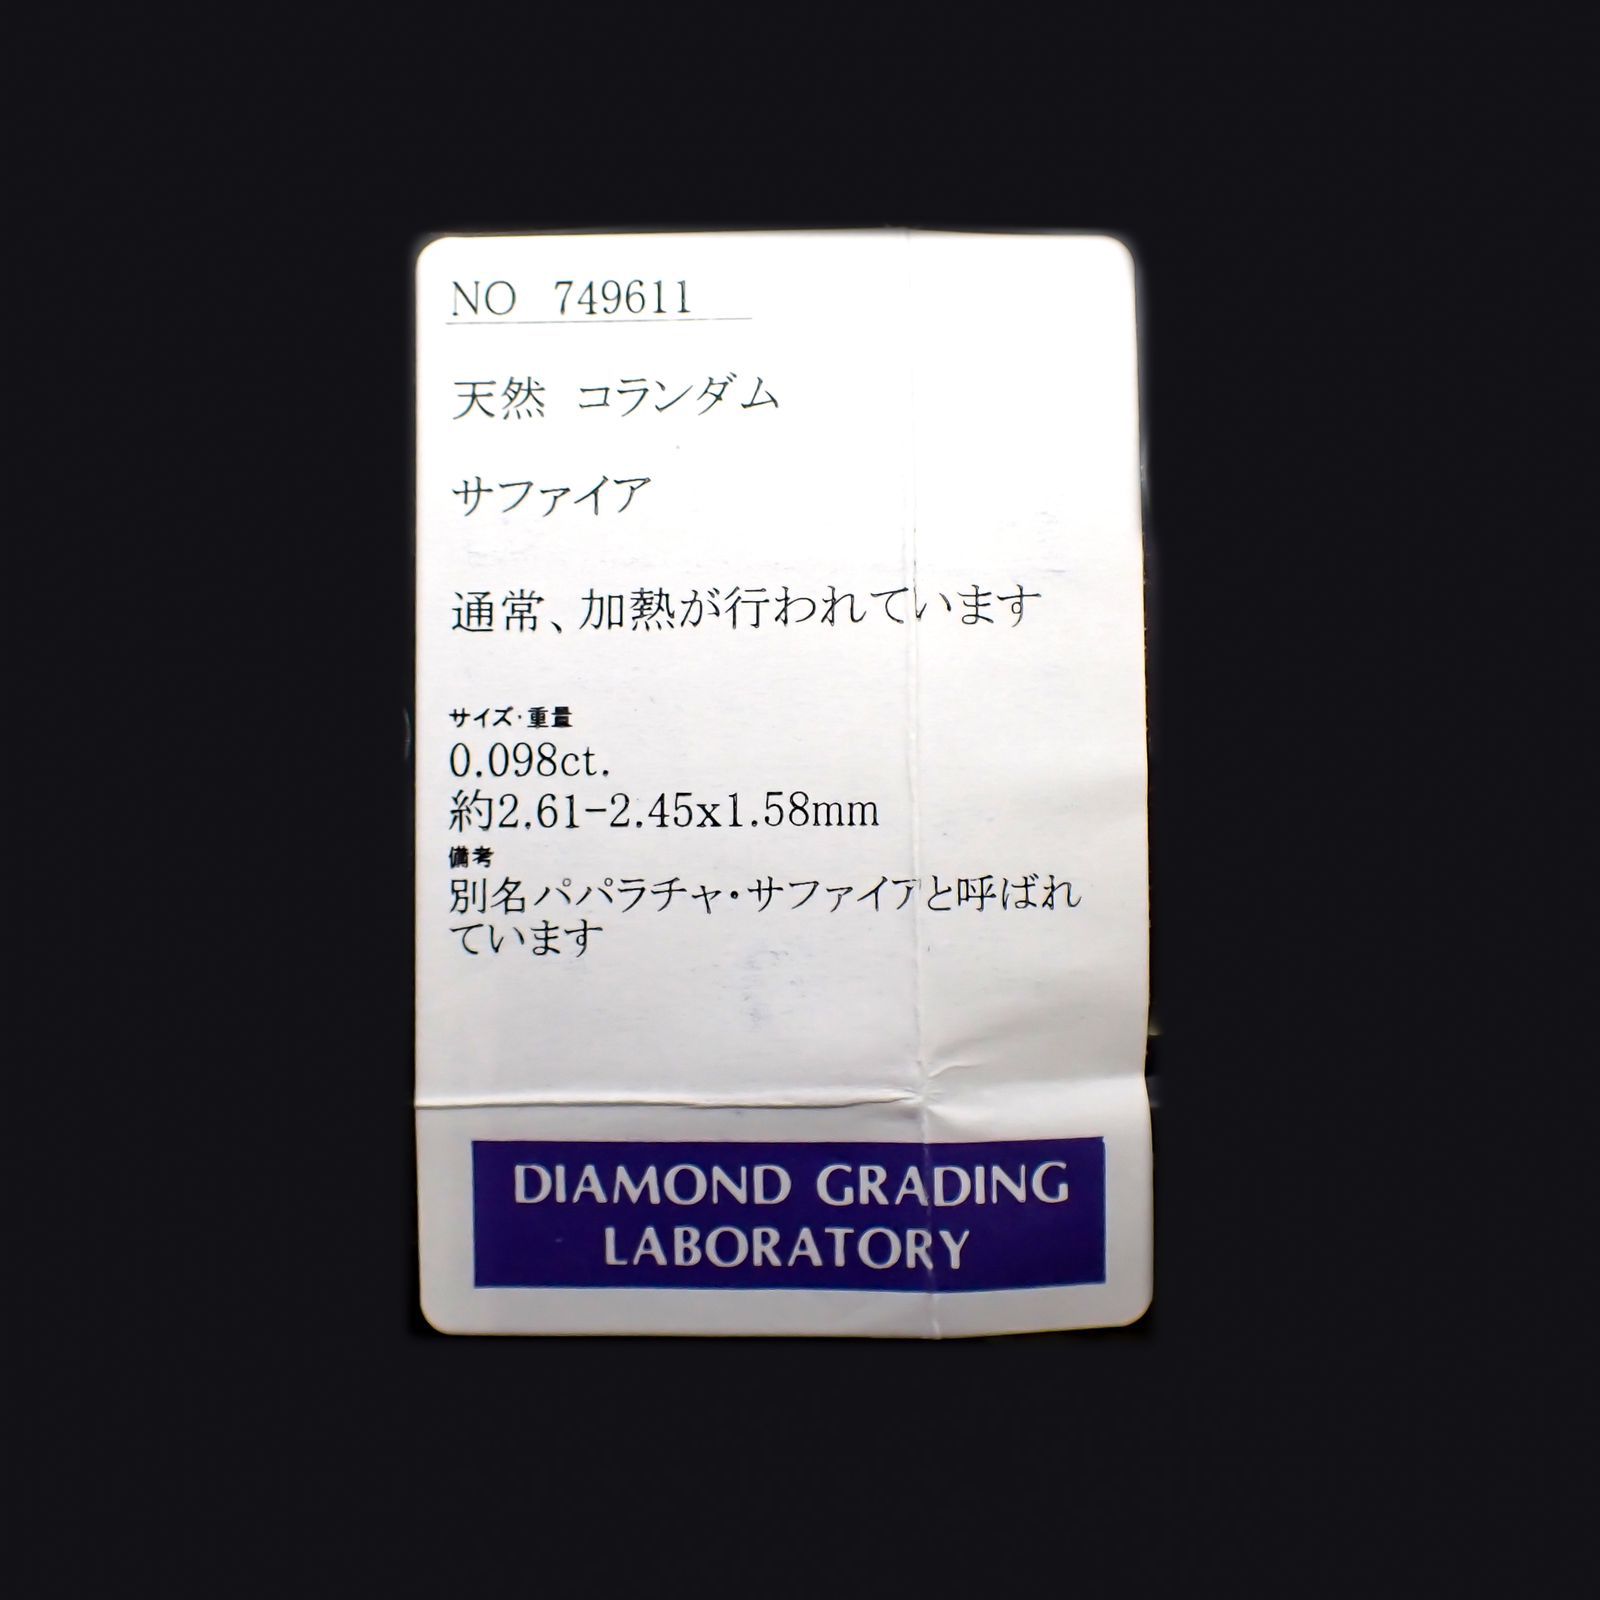 NO 749611
天然 コランダム
サファイア
通常、加熱が行われています
サイズ・重量
0.098ct.
約2.61-2.45x1.58mm
備考
別名パパラチャ・サファイアと呼ばれ
ています
DIAMOND GRADING
LABORATORY